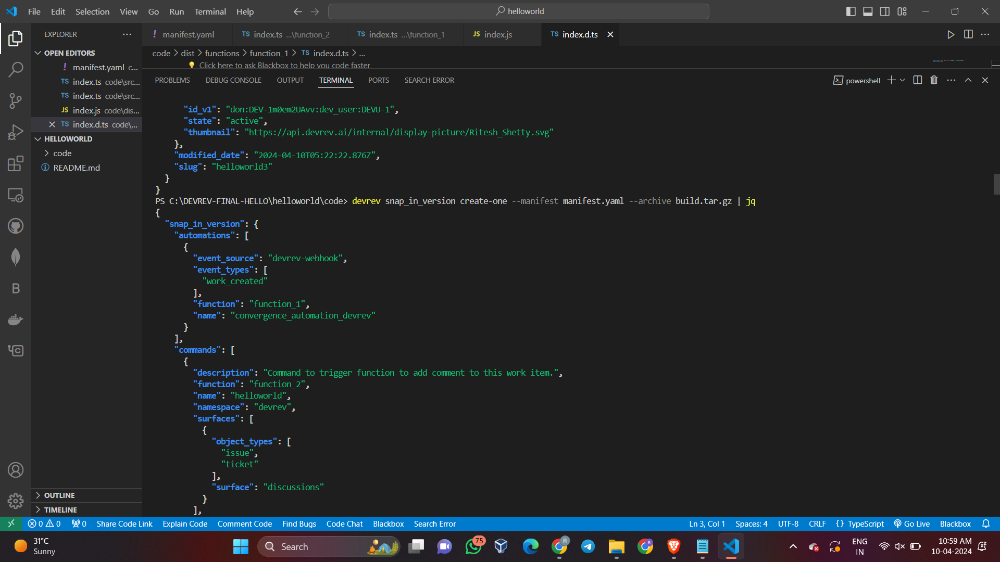 File Edit Selection View Go Run Terminal Help
helloworld
EXPLORER
manifest.yaml
TS index.ts ...\function_2
TS index.ts ...\function_1
JS index.js
TS index.d.ts
OPEN EDITORS
! manifest.yaml c...
TS index.ts code\src...
TS index.ts code\src...
JS index.js code\dis...
TS index.d.ts code\...
HELLOWORLD
code
README.md
OUTLINE
TIMELINE
code > dist > functions > function_1 > TS index.d.ts > ...
Click here to ask Blackbox to help you code faster
PROBLEMS DEBUG CONSOLE OUTPUT TERMINAL PORTS SEARCH ERROR
powershell
"id_v1": "don:DEV-1m0em2UAvv:dev_user:DEVU-1",
"state": "active",
"thumbnail": "https://api.devrev.ai/internal/display-picture/Ritesh_Shetty.svg"
},
"modified_date": "2024-04-10T05:22:22.876Z",
"slug": "helloworld3"
}
}
PS C:\DEVREV-FINAL-HELLO\helloworld\code> devrev snap_in_version create-one --manifest manifest.yaml --archive build.tar.gz | jq
{
"snap_in_version": {
"automations": [
{
"event_source": "devrev-webhook",
"event_types": [
"work_created"
],
"function": "function_1",
"name": "convergence_automation_devrev"
}
],
"commands": [
{
"description": "Command to trigger function to add comment to this work item.",
"function": "function_2",
"name": "helloworld",
"namespace": "devrev",
"surfaces": [
{
"object_types": [
"issue",
"ticket"
],
"surface": "discussions"
}
],
0 0 0 Share Code Link Explain Code Comment Code Find Bugs Code Chat Blackbox Search Error
Ln 3, Col 1 Spaces: 4 UTF-8 CRLF {} TypeScript Go Live Blackbox
31°C
Sunny
Search
75
ENG
IN
10:59 AM
10-04-2024